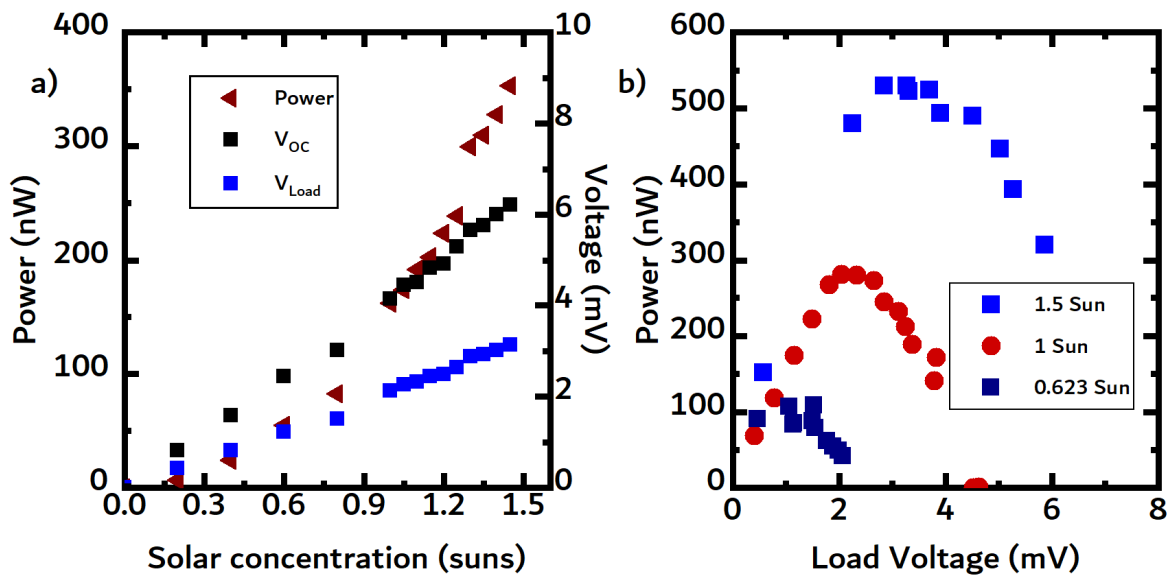 a)
400
300
200
100
0
Power (nW)
Power
V_OC
V_Load
10
8
6
4
2
0
Voltage (mV)
0.0 0.3 0.6 0.9 1.2 1.5
Solar concentration (suns)
b)
600
500
400
300
200
100
0
Power (nW)
1.5 Sun
1 Sun
0.623 Sun
0 2 4 6 8
Load Voltage (mV)